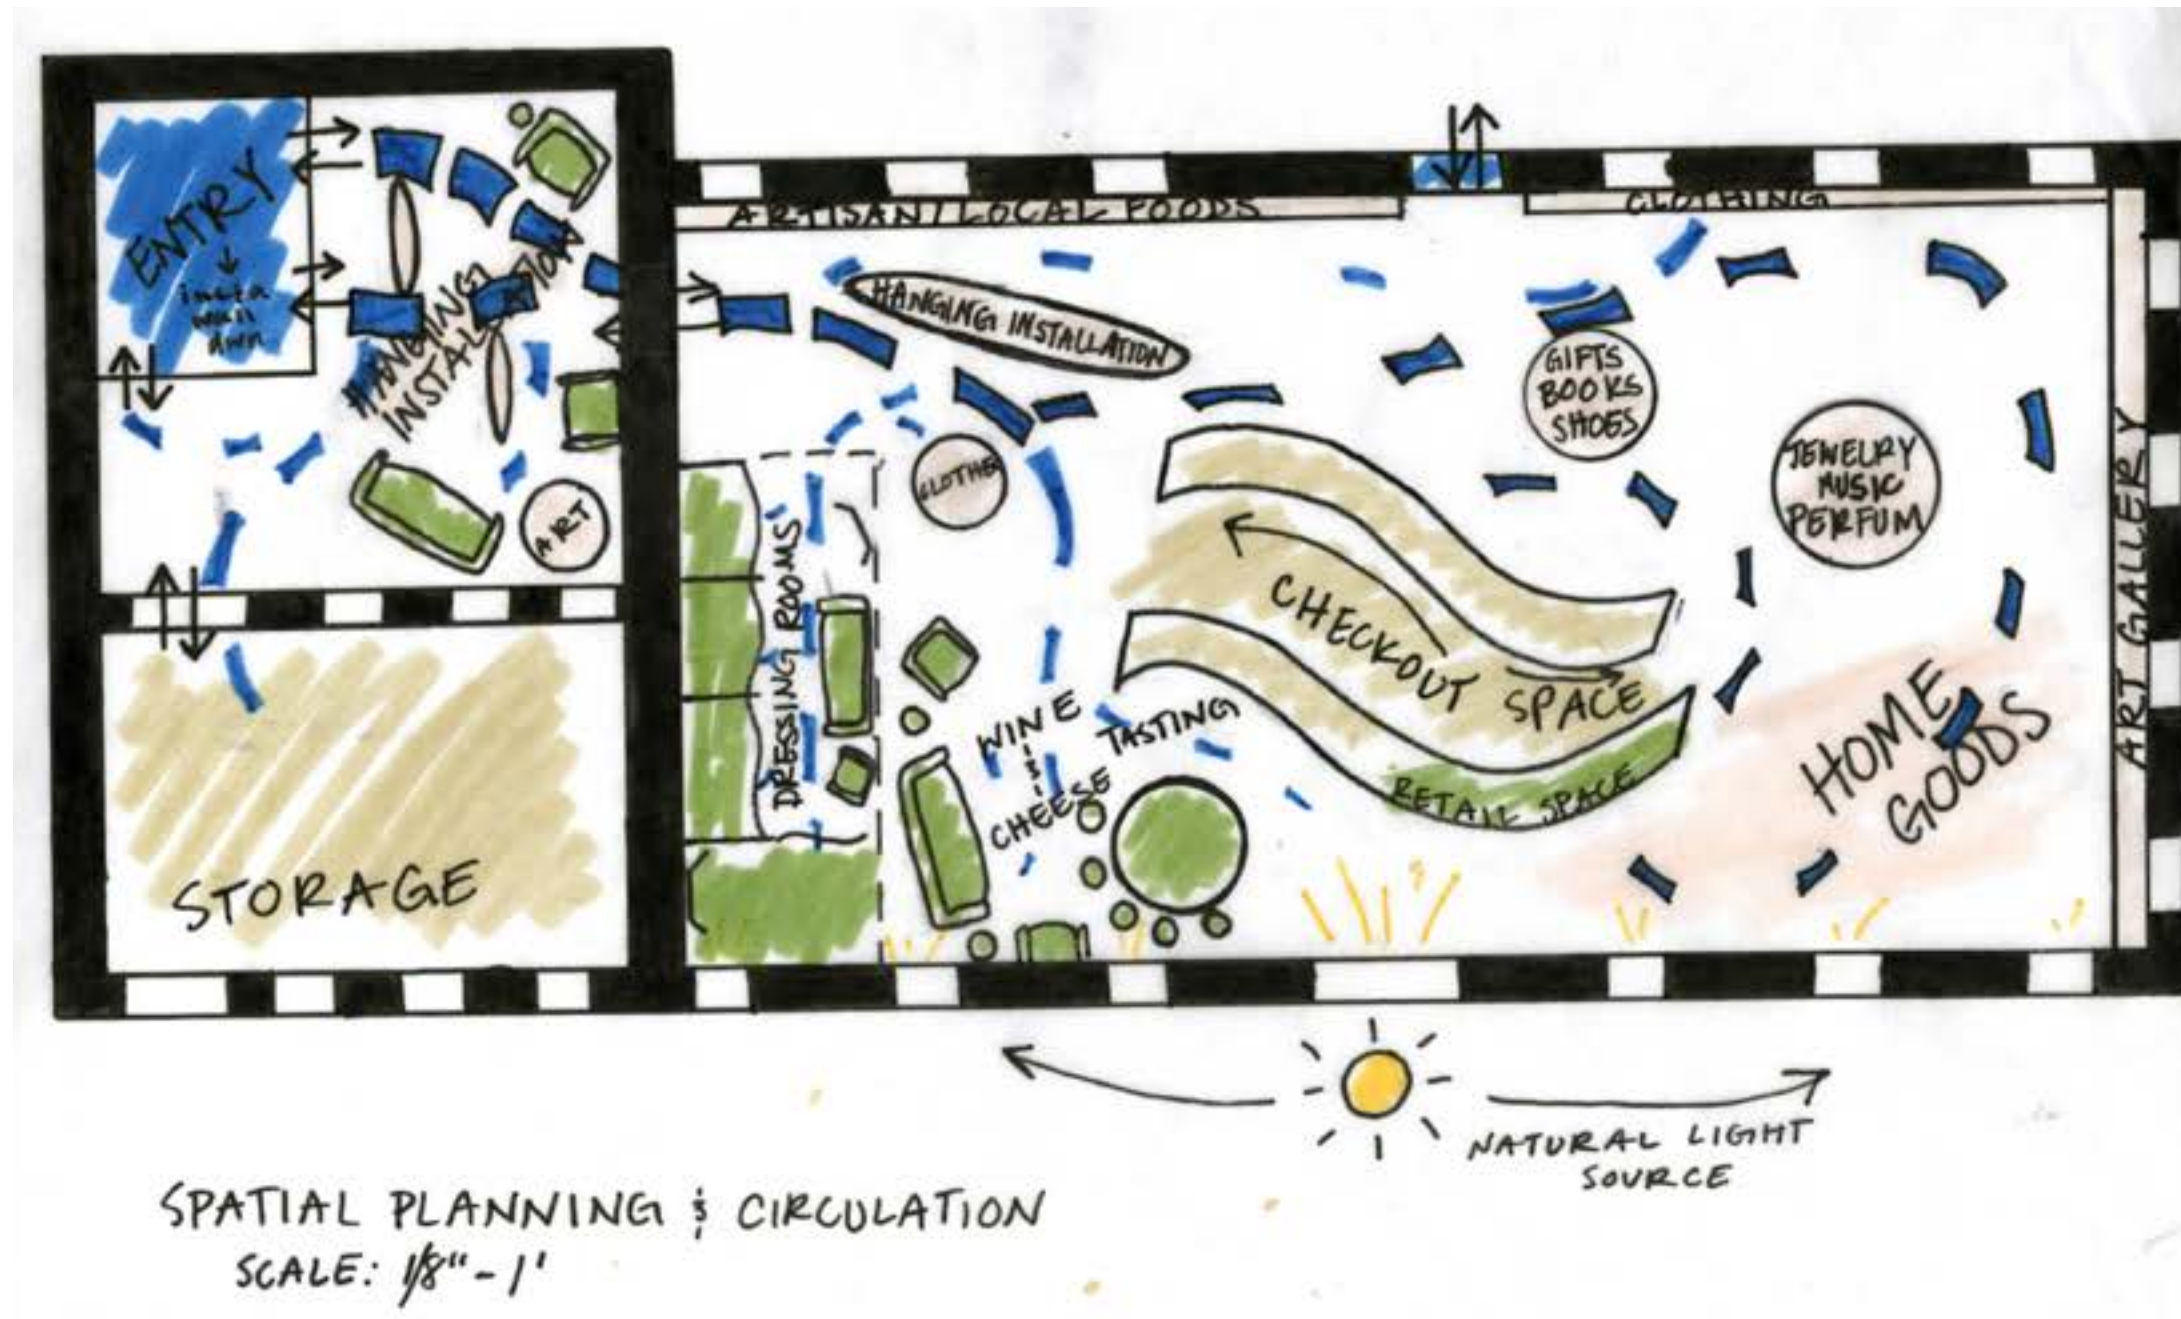 ENTRY
HANGING
INSTALLATION
ART
STORAGE
ARTISAN/LOCAL FOODS
CLOTHING
HANGING INSTALLATION
GIFTS
BOOKS
SHOES
JEWELRY
MUSIC
PERFUM
ART GALLERY
CLOTHES
DRESSING ROOMS
CHECKOUT SPACE
WINE
&
CHEESE
TASTING
RETAIL SPACE
HOME
GOODS
NATURAL LIGHT
SOURCE
SPATIAL PLANNING & CIRCULATION
SCALE: 1/8" - 1'